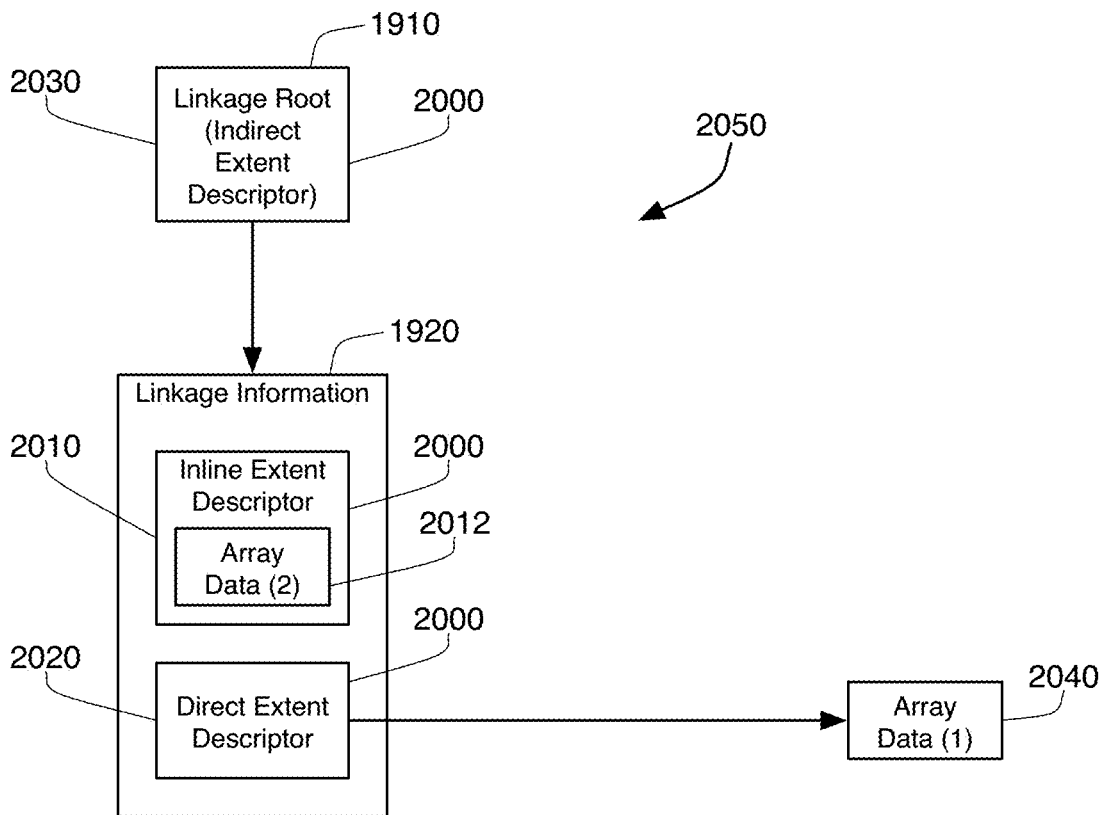 1910
2030
Linkage Root
(Indirect
Extent
Descriptor)
2000
2050
1920
Linkage Information
2010
Inline Extent
Descriptor
2000
2012
Array
Data (2)
2000
2020
Direct Extent
Descriptor
2040
Array
Data (1)